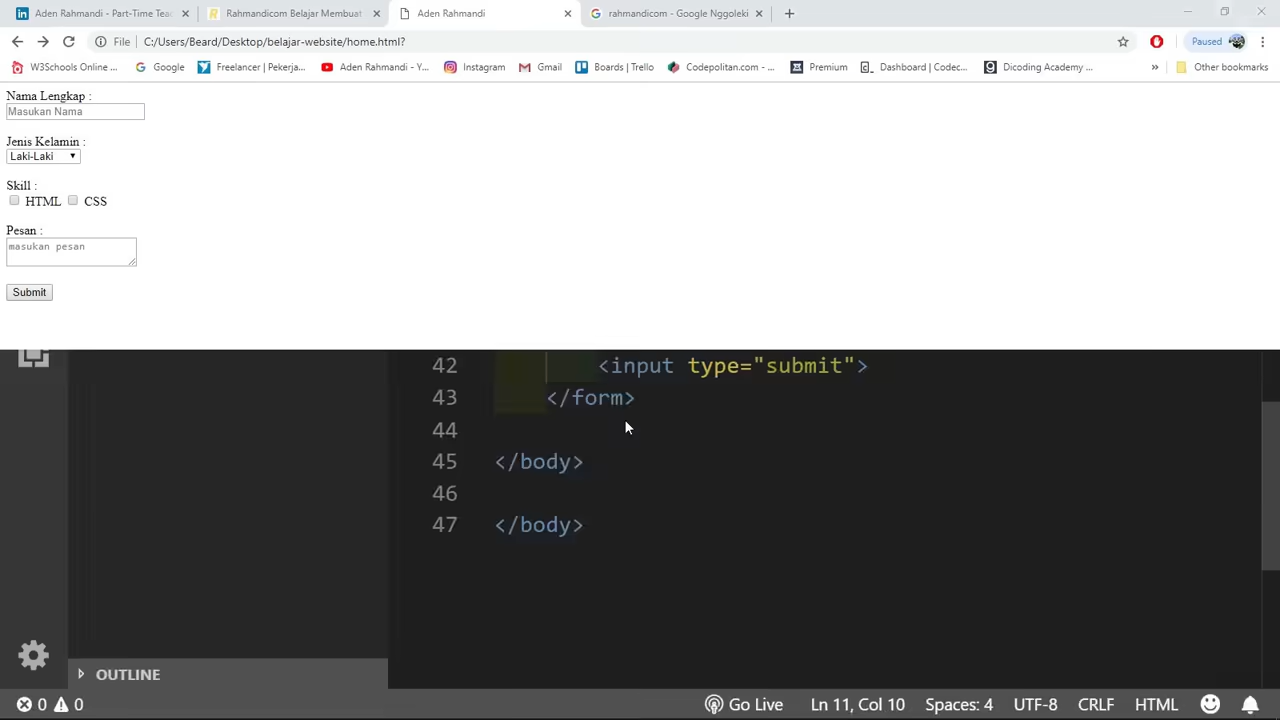 Aden Rahmandi - Part-Time Tea
Rahmandicom Belajar Membuat
Aden Rahmandi
rahmandicom - Google Nggoleki
File
C:/Users/Beard/Desktop/belajar-website/home.html?
Paused
W3Schools Online ...
Google
Freelancer | Pekerja...
Aden Rahmandi - Y...
Instagram
Gmail
Boards | Trello
Codepolitan.com - ...
Premium
Dashboard | Codec...
Dicoding Academy ...
»
Other bookmarks
Nama Lengkap :
Masukan Nama
Jenis Kelamin :
Laki-Laki
Skill :
HTML CSS
Pesan :
masukan pesan
Submit
42 <input type="submit">
43 </form>
44
45 </body>
46
47 </body>
OUTLINE
0 0 Go Live Ln 11, Col 10 Spaces: 4 UTF-8 CRLF HTML